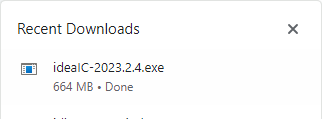 Recent Downloads
ideaIC-2023.2.4.exe
664 MB • Done